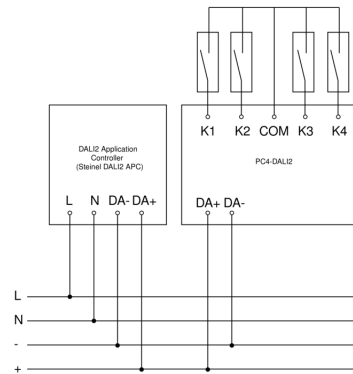 K1 K2 COM K3 K4
DALI2 Application
Controller
(Steinel DALI2 APC)
PC4-DALI2
L N DA- DA+
DA+ DA-
L
N
-
+